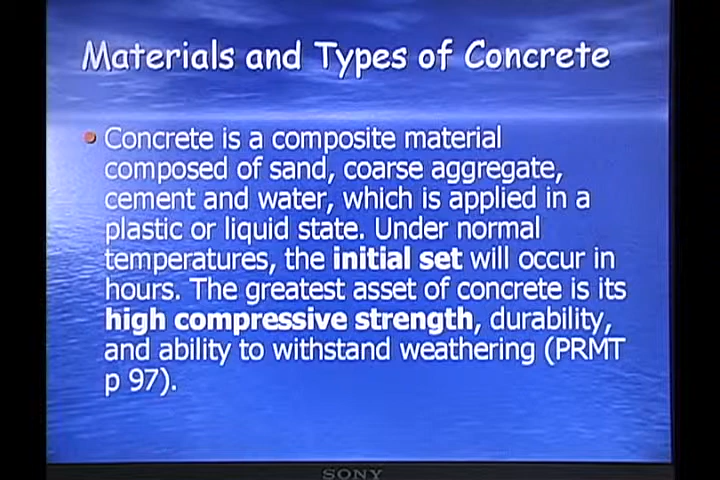 Materials and Types of Concrete
Concrete is a composite material
composed of sand, coarse aggregate,
cement and water, which is applied in a
plastic or liquid state. Under normal
temperatures, the initial set will occur in
hours. The greatest asset of concrete is its
high compressive strength, durability,
and ability to withstand weathering (PRMT
p 97).
SONY